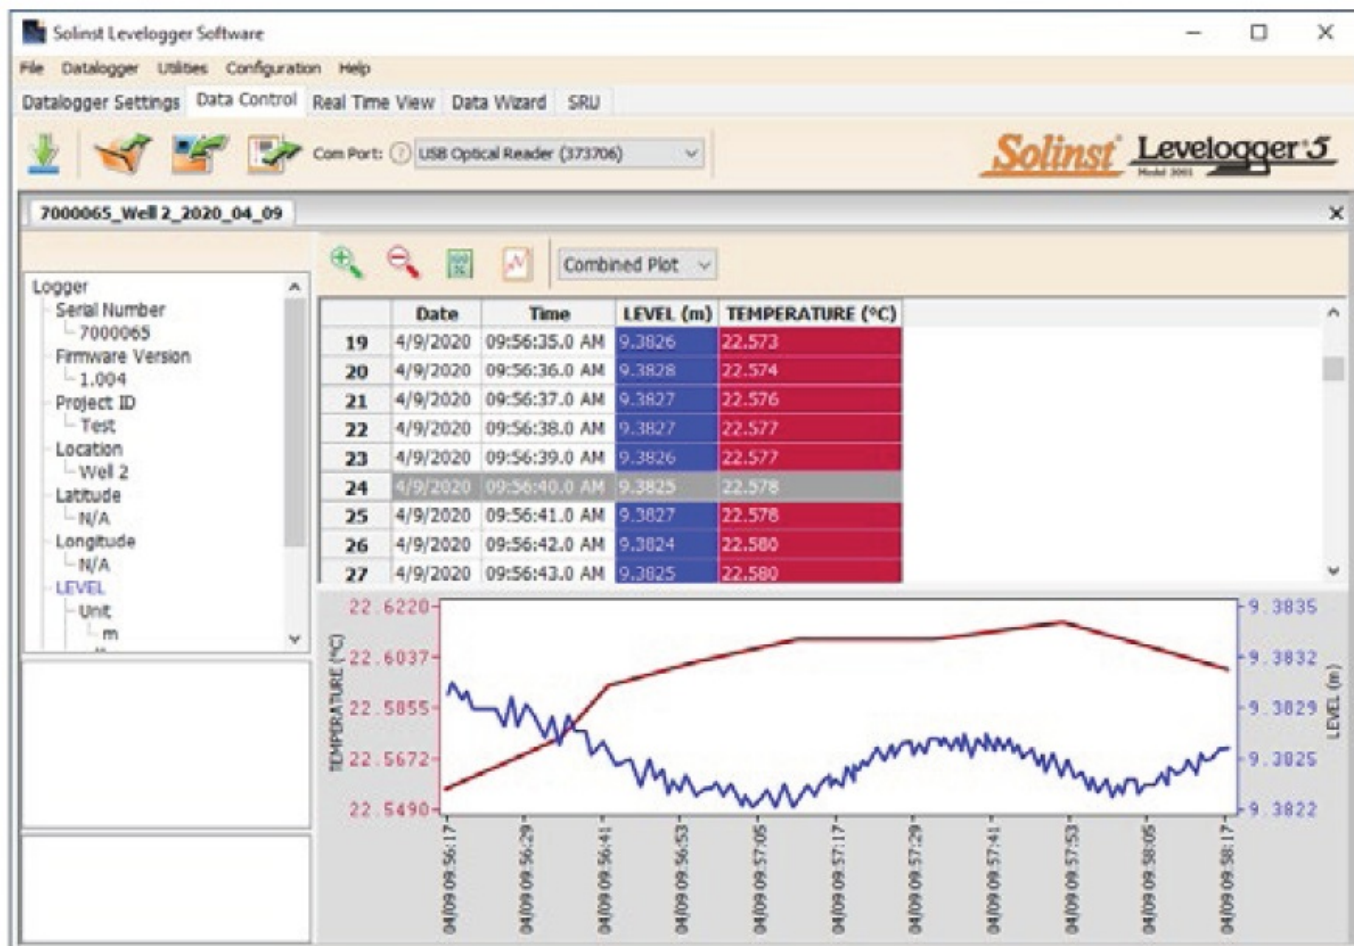 Solinst Levelogger Software
File Datalogger Utilities Configuration Help
Datalogger Settings Data Control Real Time View Data Wizard SRU
Com Port: ? USB Optical Reader (373706)
Solinst Levelogger 5
Model 3001
7000065_Well 2_2020_04_09
Combined Plot
Logger
Serial Number
7000065
Firmware Version
1.004
Project ID
Test
Location
Well 2
Latitude
N/A
Longitude
N/A
LEVEL
Unit
m
Date Time LEVEL (m) TEMPERATURE (°C)
19 4/9/2020 09:56:35.0 AM 9.3826 22.573
20 4/9/2020 09:56:36.0 AM 9.3828 22.574
21 4/9/2020 09:56:37.0 AM 9.3827 22.576
22 4/9/2020 09:56:38.0 AM 9.3827 22.577
23 4/9/2020 09:56:39.0 AM 9.3826 22.577
24 4/9/2020 09:56:40.0 AM 9.3825 22.578
25 4/9/2020 09:56:41.0 AM 9.3827 22.578
26 4/9/2020 09:56:42.0 AM 9.3824 22.580
27 4/9/2020 09:56:43.0 AM 9.3825 22.580
TEMPERATURE (°C)
22.6220
22.6037
22.5855
22.5672
22.5490
9.3835
9.3832
9.3829
9.3825
9.3822
LEVEL (m)
04/09 09:56:17
04/09 09:56:29
04/09 09:56:41
04/09 09:56:53
04/09 09:57:05
04/09 09:57:17
04/09 09:57:29
04/09 09:57:41
04/09 09:57:53
04/09 09:58:05
04/09 09:58:17